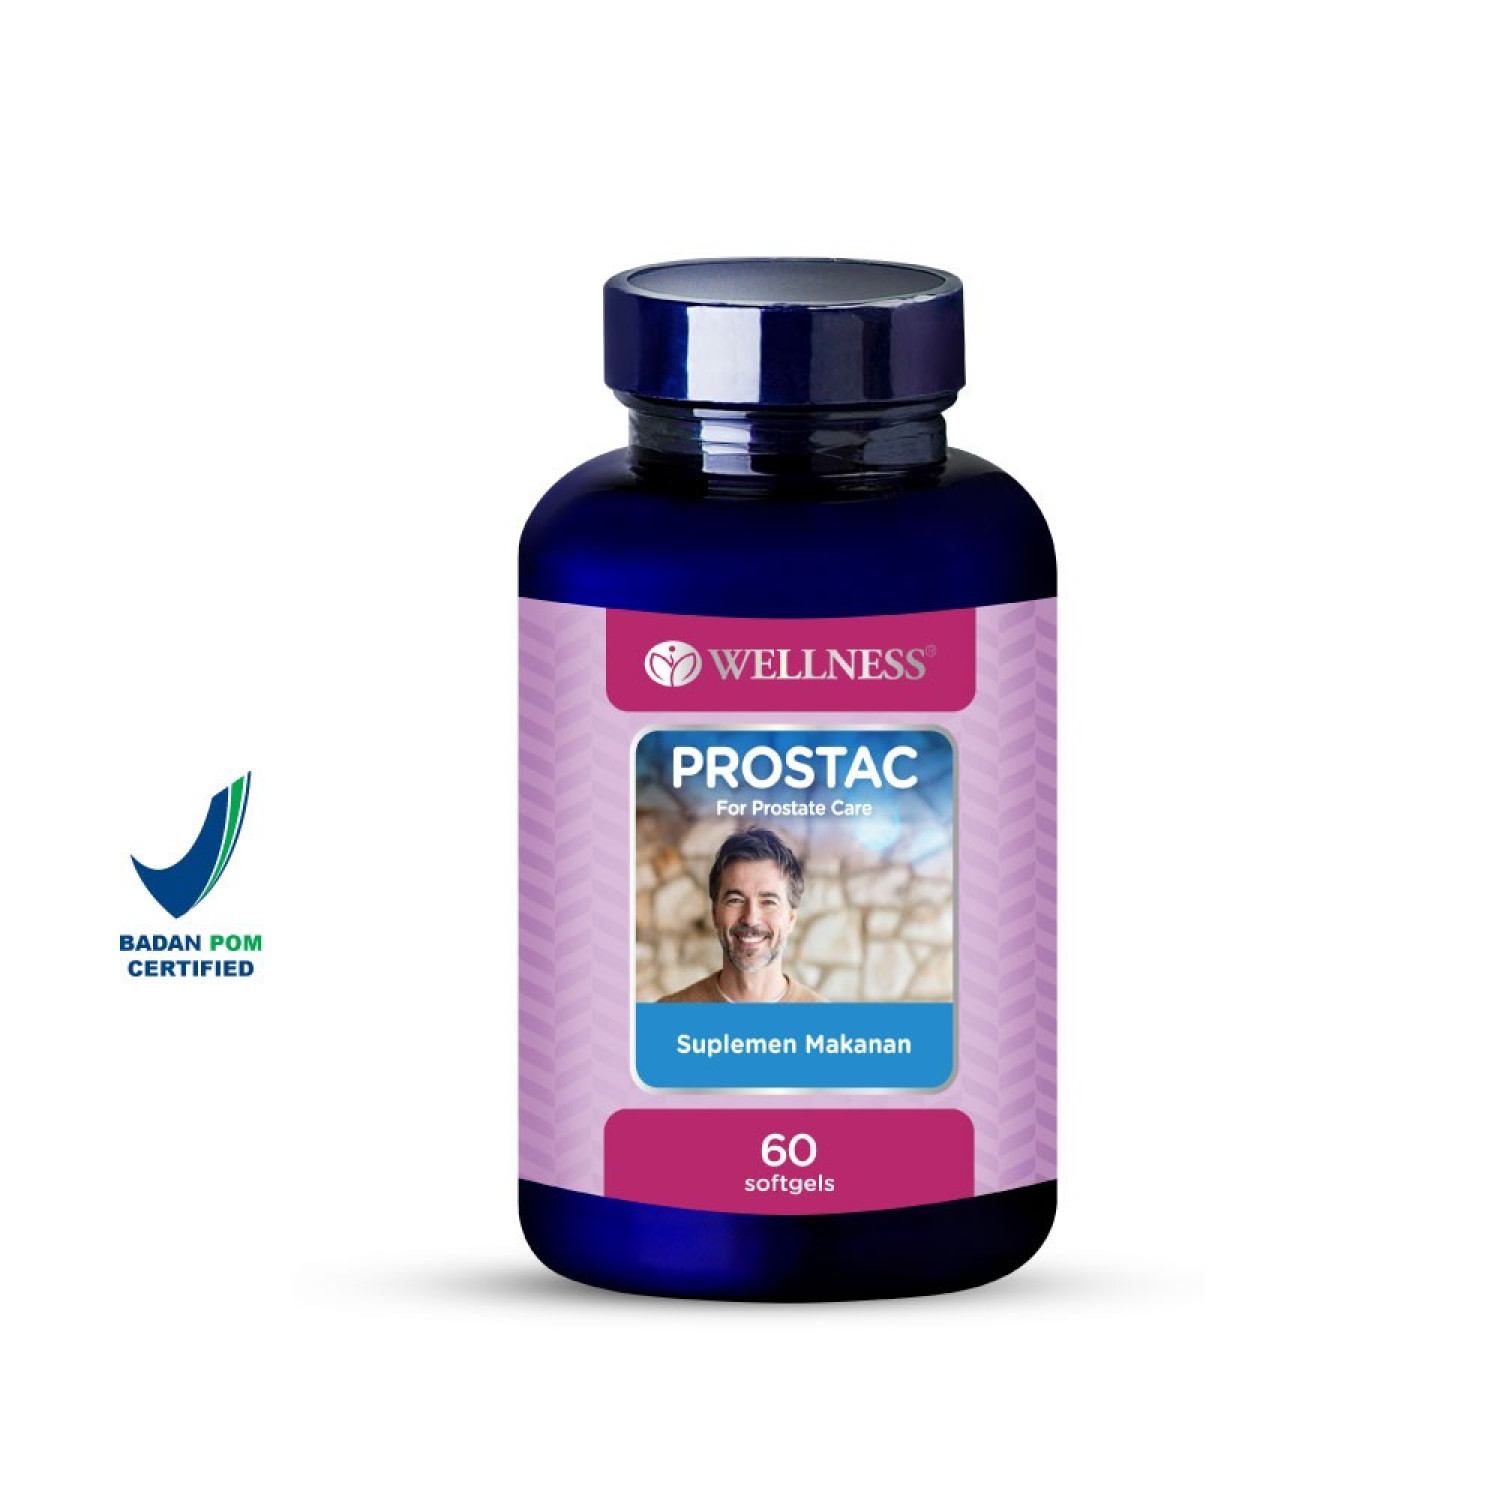 WELLNESS®
PROSTAC
For Prostate Care
Suplemen Makanan
60
softgels
BADAN POM
CERTIFIED